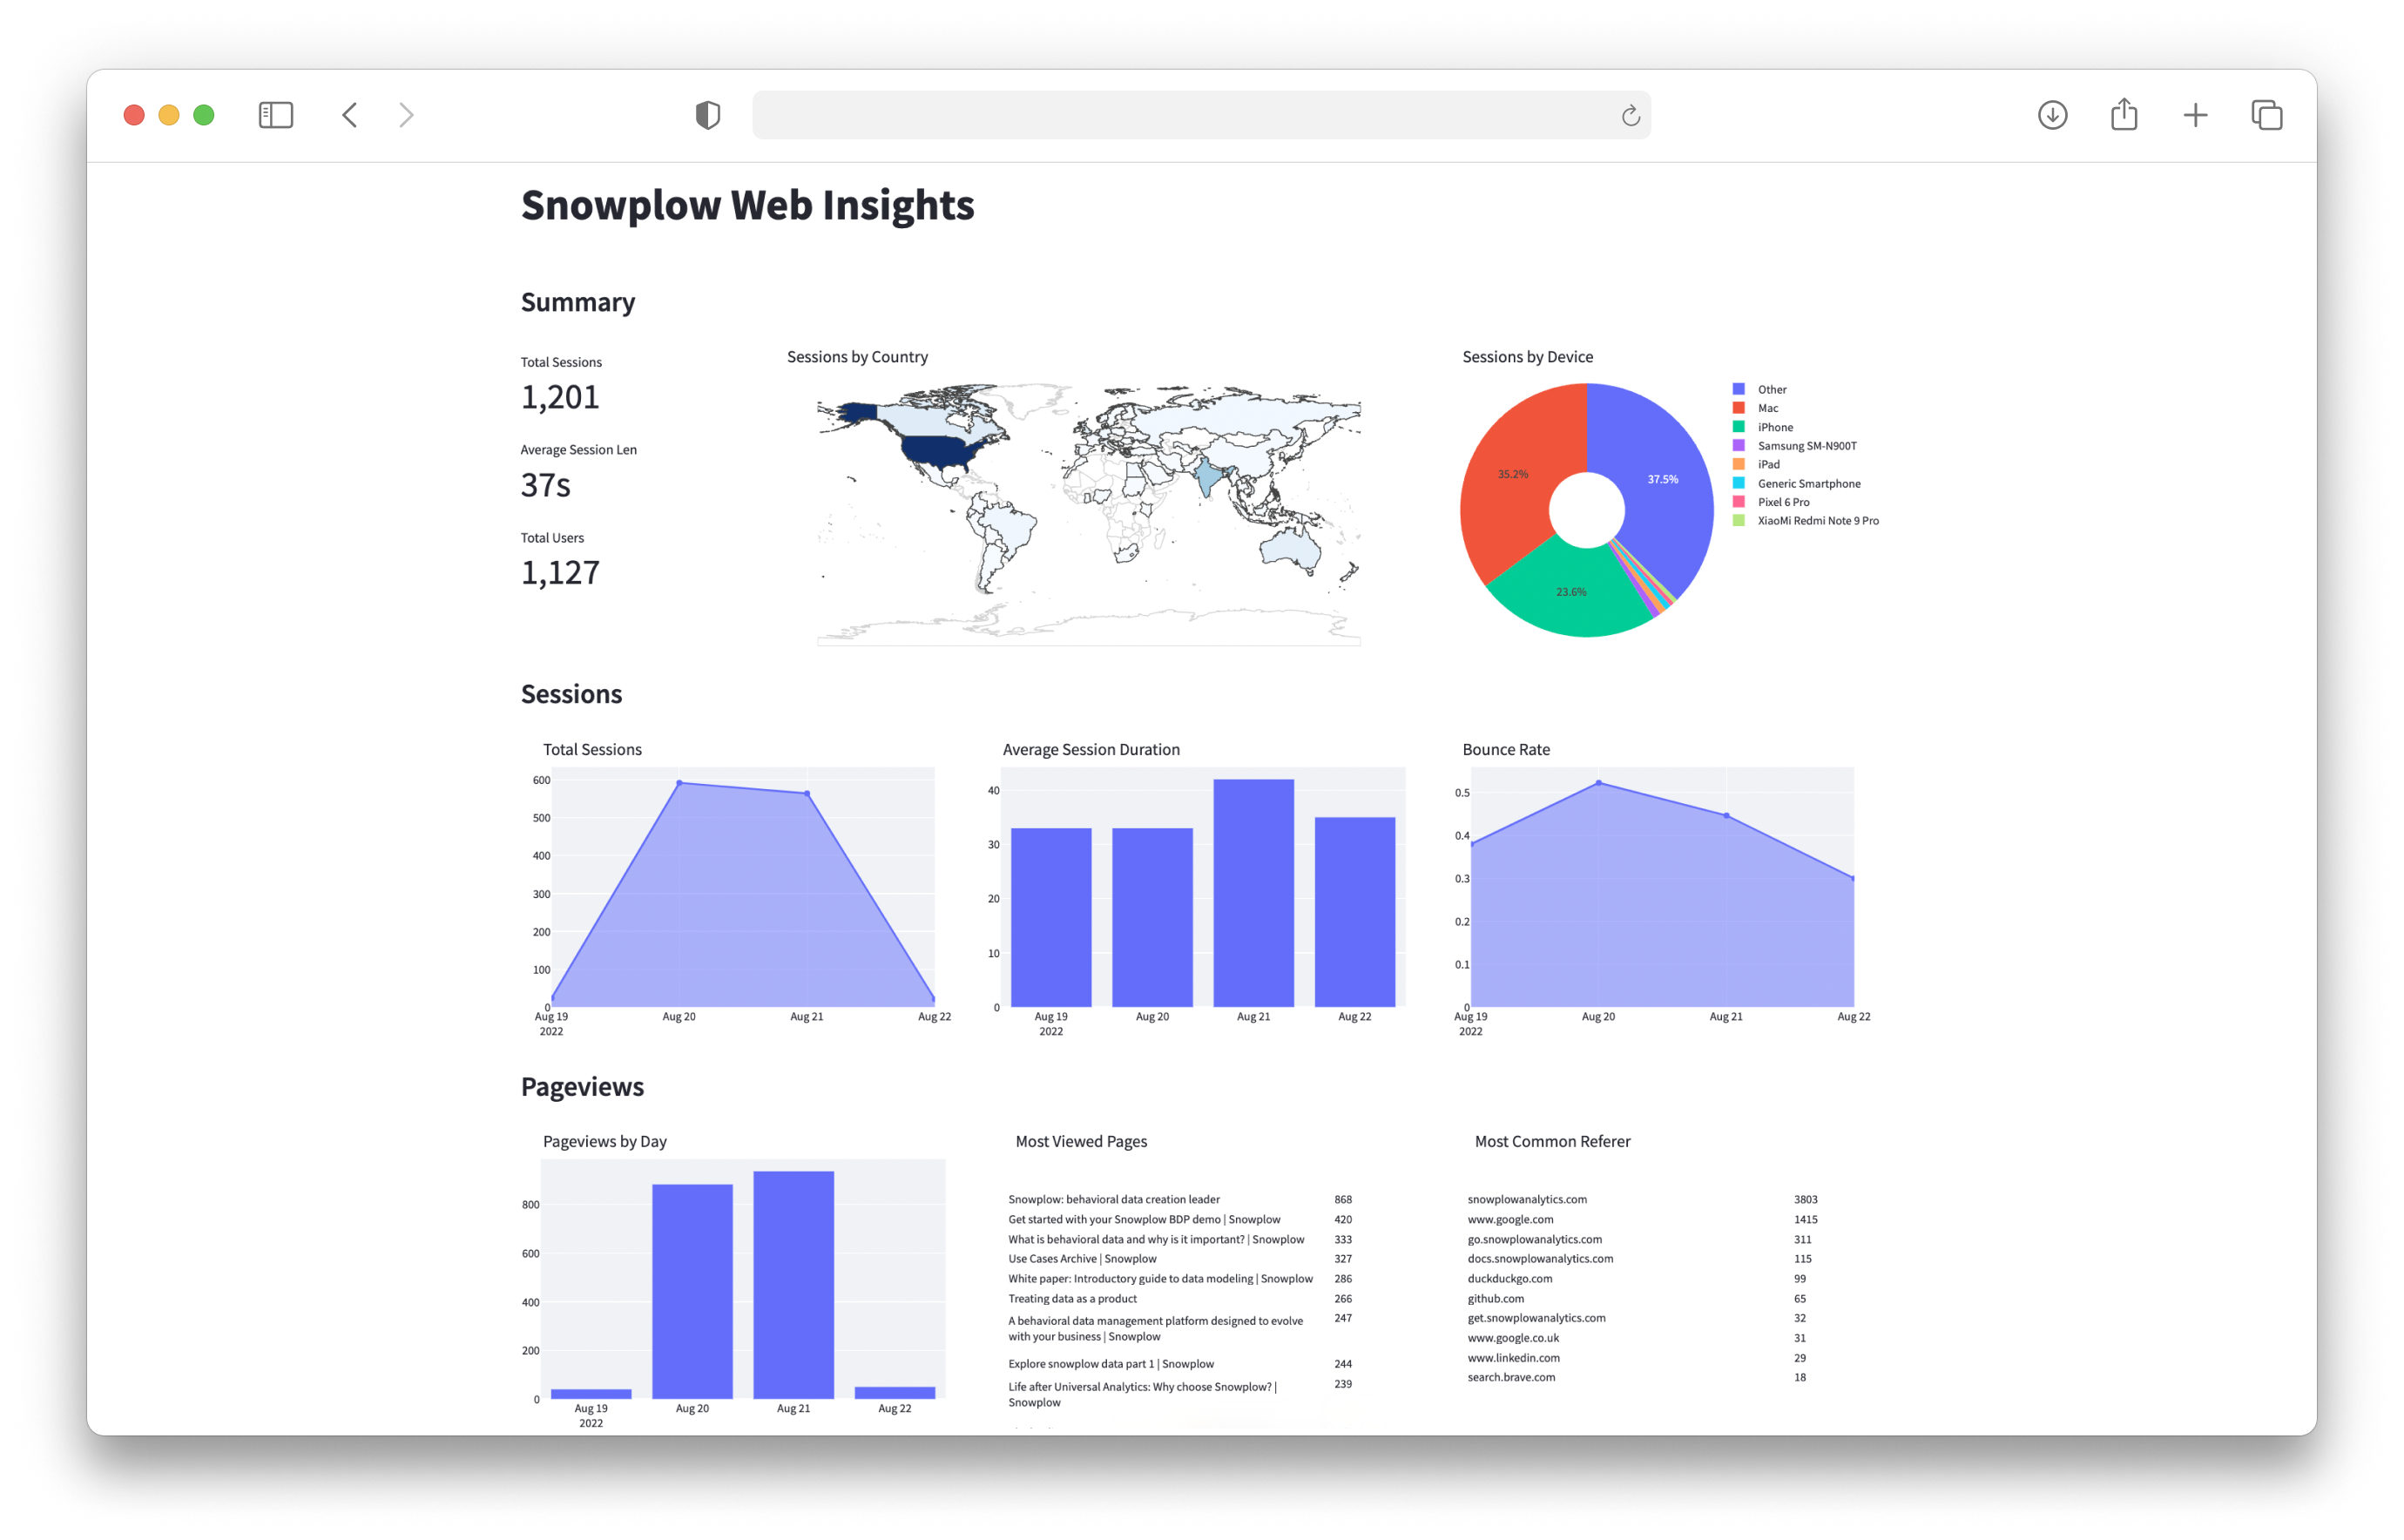 Snowplow Web Insights
Summary
Total Sessions
1,201
Average Session Len
37s
Total Users
1,127
Sessions by Country
Sessions by Device
35.2%
37.5%
23.6%
Other
Mac
iPhone
Samsung SM-N900T
iPad
Generic Smartphone
Pixel 6 Pro
XiaoMi Redmi Note 9 Pro
Sessions
Total Sessions
600
500
400
300
200
100
0
Aug 19 Aug 20 Aug 21 Aug 22
2022
Average Session Duration
40
30
20
10
0
Aug 19 Aug 20 Aug 21 Aug 22
2022
Bounce Rate
0.5
0.4
0.3
0.2
0.1
0
Aug 19 Aug 20 Aug 21 Aug 22
2022
Pageviews
Pageviews by Day
800
600
400
200
0
Aug 19 Aug 20 Aug 21 Aug 22
2022
Most Viewed Pages
Snowplow: behavioral data creation leader 868
Get started with your Snowplow BDP demo | Snowplow 420
What is behavioral data and why is it important? | Snowplow 333
Use Cases Archive | Snowplow 327
White paper: Introductory guide to data modeling | Snowplow 286
Treating data as a product 266
A behavioral data management platform designed to evolve 247
with your business | Snowplow
Explore snowplow data part 1 | Snowplow 244
Life after Universal Analytics: Why choose Snowplow? | 239
Snowplow
Most Common Referer
snowplowanalytics.com 3803
www.google.com 1415
go.snowplowanalytics.com 311
docs.snowplowanalytics.com 115
duckduckgo.com 99
github.com 65
get.snowplowanalytics.com 32
www.google.co.uk 31
www.linkedin.com 29
search.brave.com 18